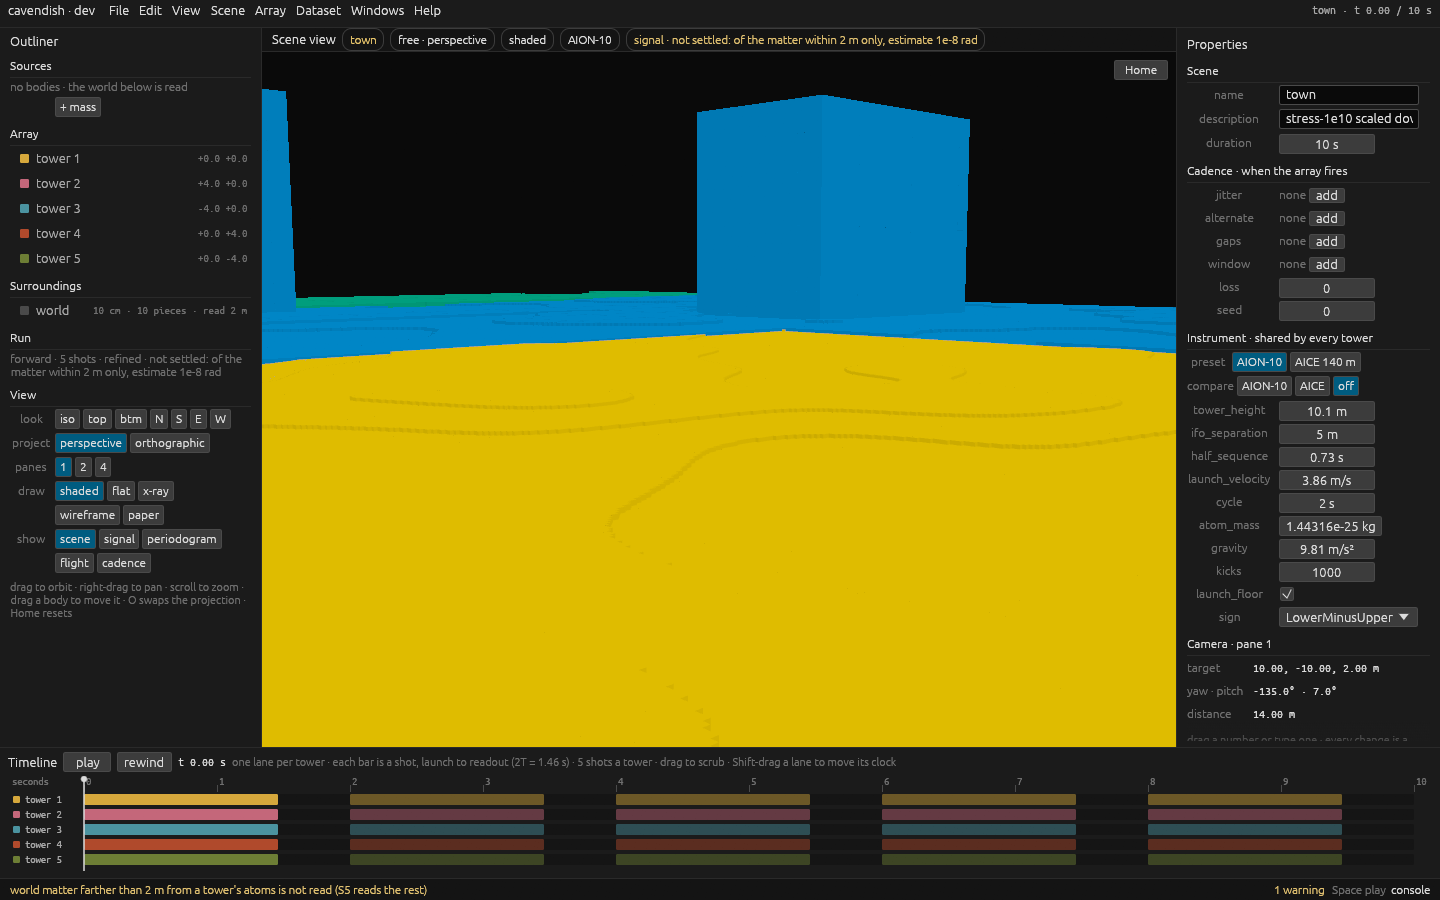 cavendish · dev File Edit View Scene Array Dataset Windows Help
town · t 0.00 / 10 s
Outliner
Sources
no bodies · the world below is read
+ mass
Array
tower 1 +0.0 +0.0
tower 2 +4.0 +0.0
tower 3 -4.0 +0.0
tower 4 +0.0 +4.0
tower 5 +0.0 -4.0
Surroundings
world 10 cm · 10 pieces · read 2 m
Run
forward · 5 shots · refined · not settled: of the
matter within 2 m only, estimate 1e-8 rad
View
look iso top btm N S E W
project perspective orthographic
panes 1 2 4
draw shaded flat x-ray
wireframe paper
show scene signal periodogram
flight cadence
drag to orbit · right-drag to pan · scroll to zoom ·
drag a body to move it · O swaps the projection ·
Home resets
Scene view town free · perspective shaded AION-10 signal · not settled: of the matter within 2 m only, estimate 1e-8 rad
Home
Properties
Scene
name town
description stress-1e10 scaled dov
duration 10 s
Cadence · when the array fires
jitter none add
alternate none add
gaps none add
window none add
loss 0
seed 0
Instrument · shared by every tower
preset AION-10 AICE 140 m
compare AION-10 AICE off
tower_height 10.1 m
ifo_separation 5 m
half_sequence 0.73 s
launch_velocity 3.86 m/s
cycle 2 s
atom_mass 1.44316e-25 kg
gravity 9.81 m/s²
kicks 1000
launch_floor
sign LowerMinusUpper
Camera · pane 1
target 10.00, -10.00, 2.00 m
yaw · pitch -135.0° · 7.0°
distance 14.00 m
drag a number or type one · every change is a
Timeline play rewind t 0.00 s one lane per tower · each bar is a shot, launch to readout (2T = 1.46 s) · 5 shots a tower · drag to scrub · Shift-drag a lane to move its clock
seconds 0 1 2 3 4 5 6 7 8 9 10
tower 1
tower 2
tower 3
tower 4
tower 5
world matter farther than 2 m from a tower's atoms is not read (S5 reads the rest)
1 warning Space play console